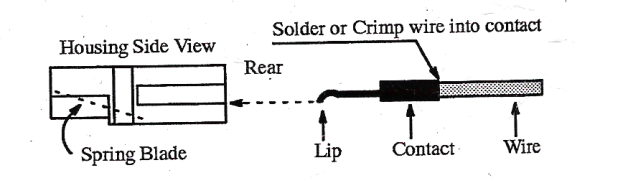 Solder or Crimp wire into contact
Housing Side View
Rear
Spring Blade
Lip
Contact
Wire